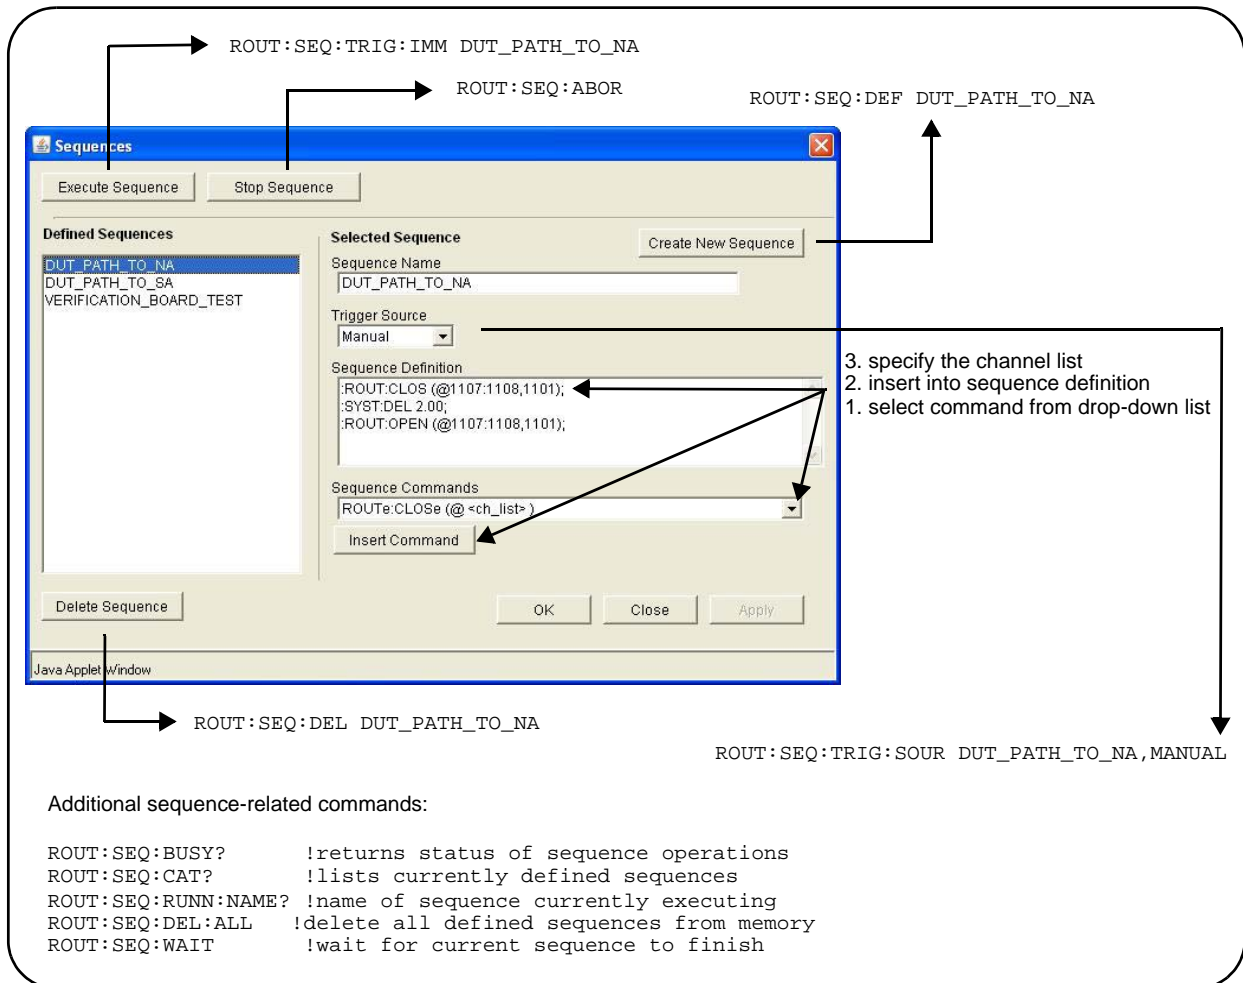 ROUT:SEQ:TRIG:IMM DUT_PATH_TO_NA
ROUT:SEQ:ABOR
ROUT:SEQ:DEF DUT_PATH_TO_NA
Sequences
Execute Sequence
Stop Sequence
Defined Sequences
DUT_PATH_TO_NA
DUT_PATH_TO_SA
VERIFICATION_BOARD_TEST
Selected Sequence
Create New Sequence
Sequence Name
DUT_PATH_TO_NA
Trigger Source
Manual
Sequence Definition
:ROUT:CLOS (@1107:1108,1101);
:SYST:DEL 2.00;
:ROUT:OPEN (@1107:1108,1101);
3. specify the channel list
2. insert into sequence definition
1. select command from drop-down list
Sequence Commands
ROUTe:CLOSe (@ <ch_list> )
Insert Command
Delete Sequence
OK
Close
Apply
Java Applet Window
ROUT:SEQ:DEL DUT_PATH_TO_NA
ROUT:SEQ:TRIG:SOUR DUT_PATH_TO_NA,MANUAL
Additional sequence-related commands:
ROUT:SEQ:BUSY? !returns status of sequence operations
ROUT:SEQ:CAT? !lists currently defined sequences
ROUT:SEQ:RUNN:NAME? !name of sequence currently executing
ROUT:SEQ:DEL:ALL !delete all defined sequences from memory
ROUT:SEQ:WAIT !wait for current sequence to finish